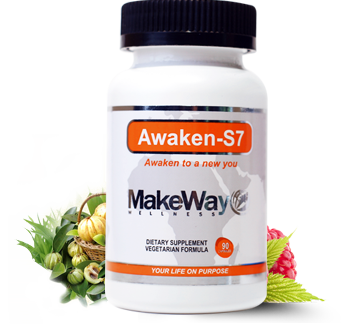 Awaken-S7
Awaken to a new you
MakeWay
WELLNESS
DIETARY SUPPLEMENT
VEGETARIAN FORMULA
90
YOUR LIFE ON PURPOSE